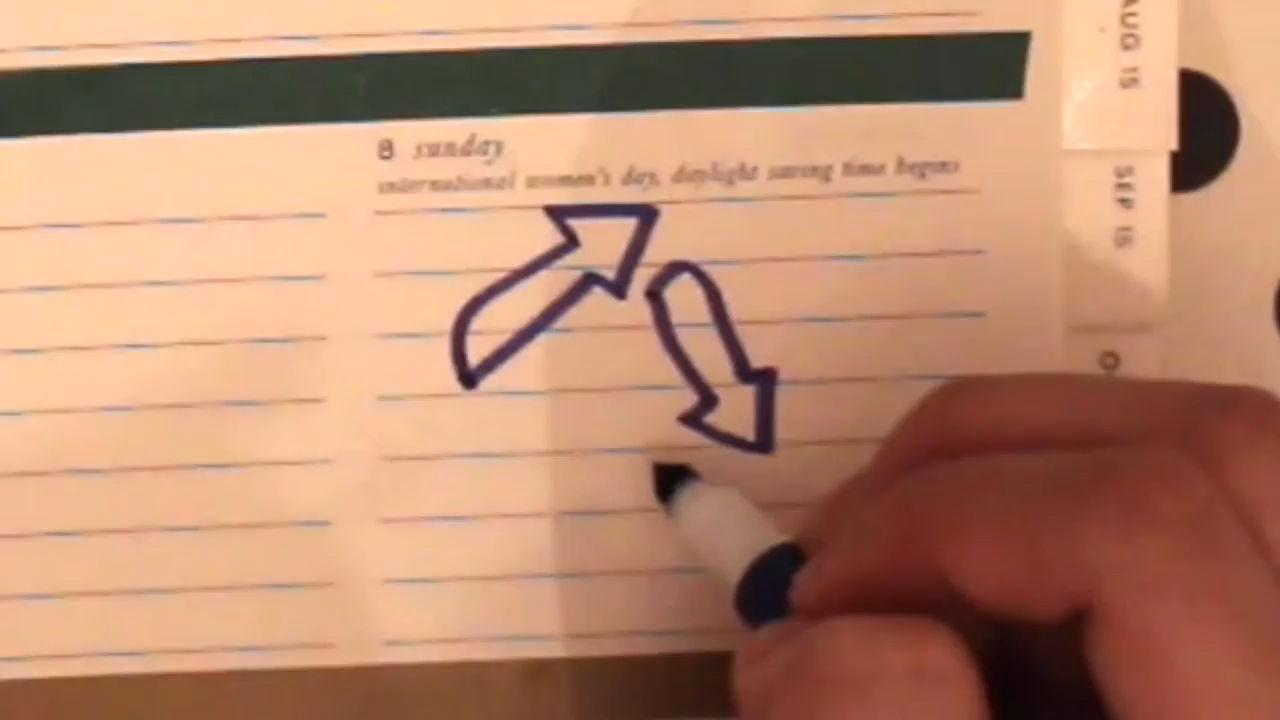 8 sunday
international women's day, daylight saving time begins
AUG 15
SEP 15
O